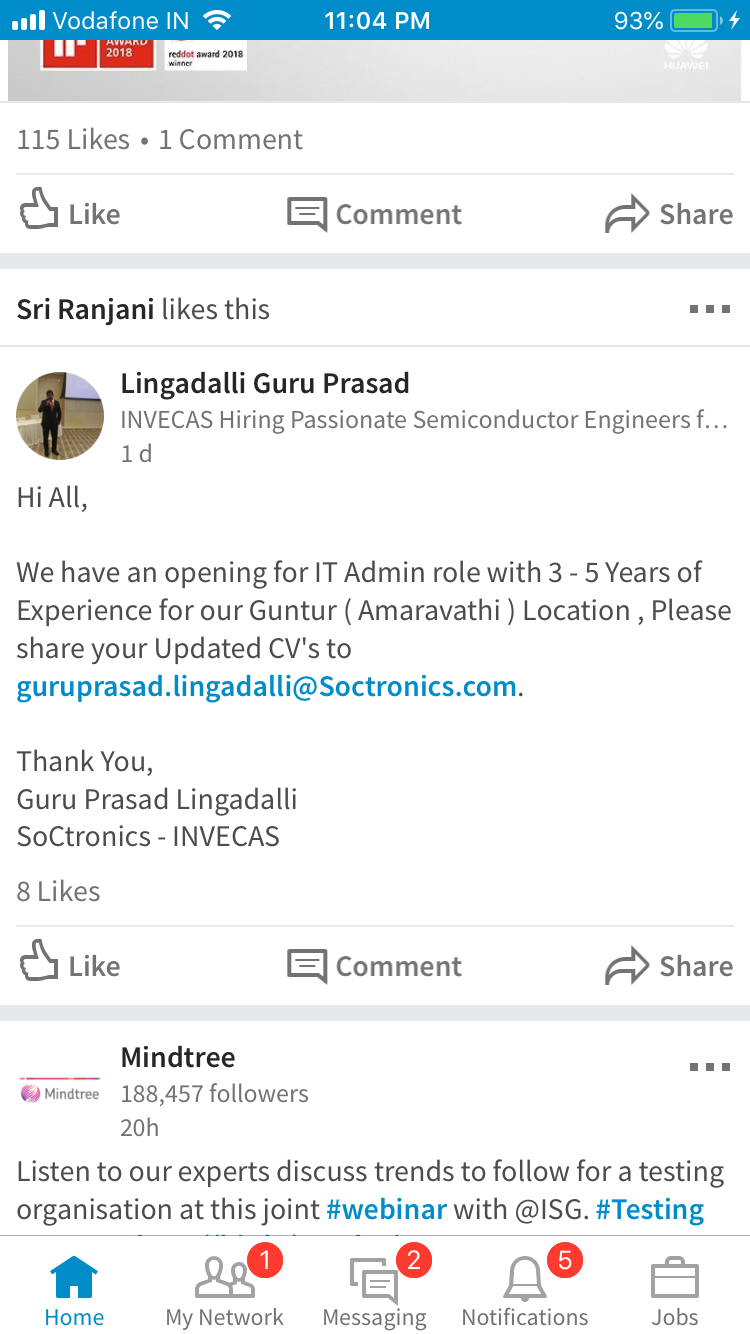 Vodafone IN 11:04 PM 93%
AWARD
2018
reddot award 2018
winner
HUAWEI
115 Likes • 1 Comment
Like Comment Share
Sri Ranjani likes this
Lingadalli Guru Prasad
INVECAS Hiring Passionate Semiconductor Engineers f...
1 d
Hi All,
We have an opening for IT Admin role with 3 - 5 Years of
Experience for our Guntur ( Amaravathi ) Location , Please
share your Updated CV's to
guruprasad.lingadalli@Soctronics.com.
Thank You,
Guru Prasad Lingadalli
SoCtronics - INVECAS
8 Likes
Like Comment Share
Mindtree
Mindtree 188,457 followers
20h
Listen to our experts discuss trends to follow for a testing
organisation at this joint #webinar with @ISG. #Testing
1 2 5
Home My Network Messaging Notifications Jobs